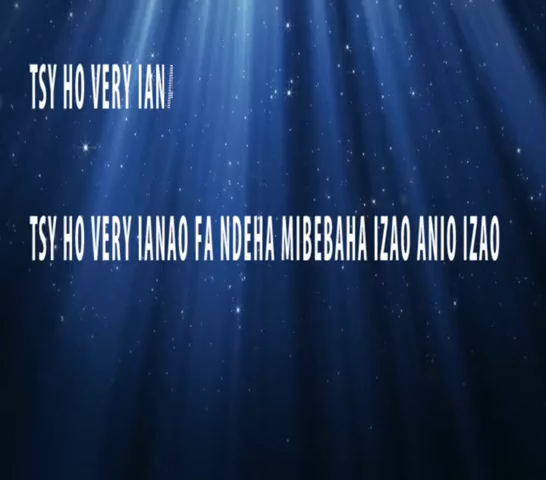 TSY HO VERY IAN
TSY HO VERY IANAO FA NDEHA MIBEBAHA IZAO ANIO IZAO